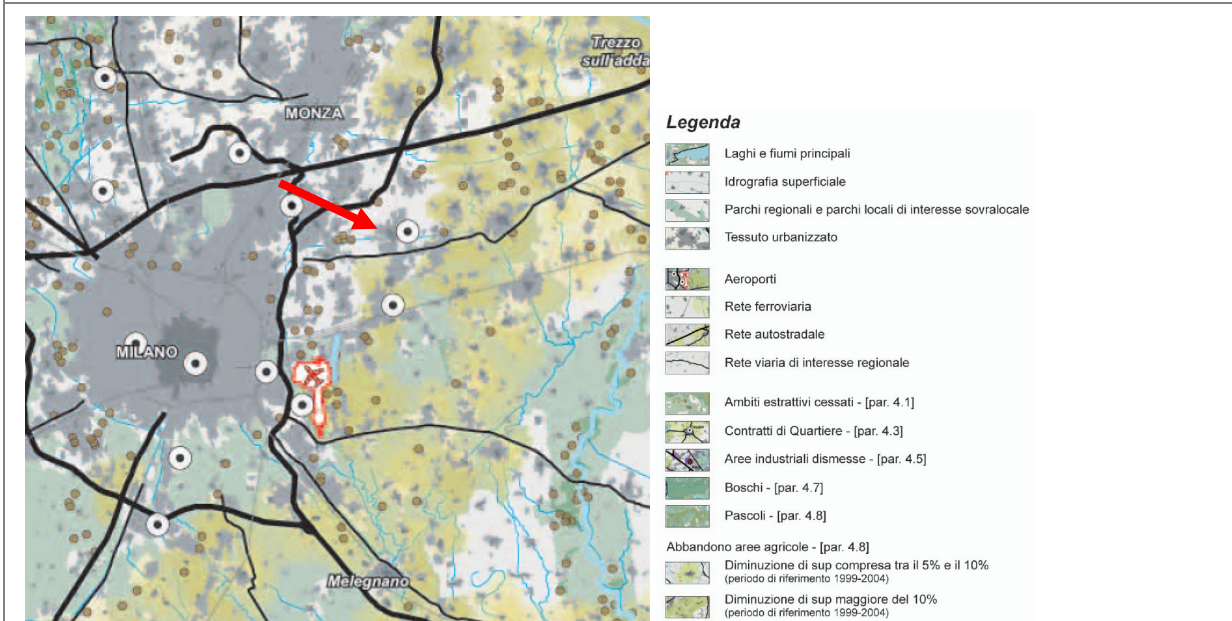 Trezzo
sull'adda
MONZA
MILANO
Melegnano
Legenda
Laghi e fiumi principali
Idrografia superficiale
Parchi regionali e parchi locali di interesse sovralocale
Tessuto urbanizzato
Aeroporti
Rete ferroviaria
Rete autostradale
Rete viaria di interesse regionale
Ambiti estrattivi cessati - [par. 4.1]
Contratti di Quartiere - [par. 4.3]
Aree industriali dismesse - [par. 4.5]
Boschi - [par. 4.7]
Pascoli - [par. 4.8]
Abbandono aree agricole - [par. 4.8]
Diminuzione di sup compresa tra il 5% e il 10%
(periodo di riferimento 1999-2004)
Diminuzione di sup maggiore del 10%
(periodo di riferimento 1999-2004)